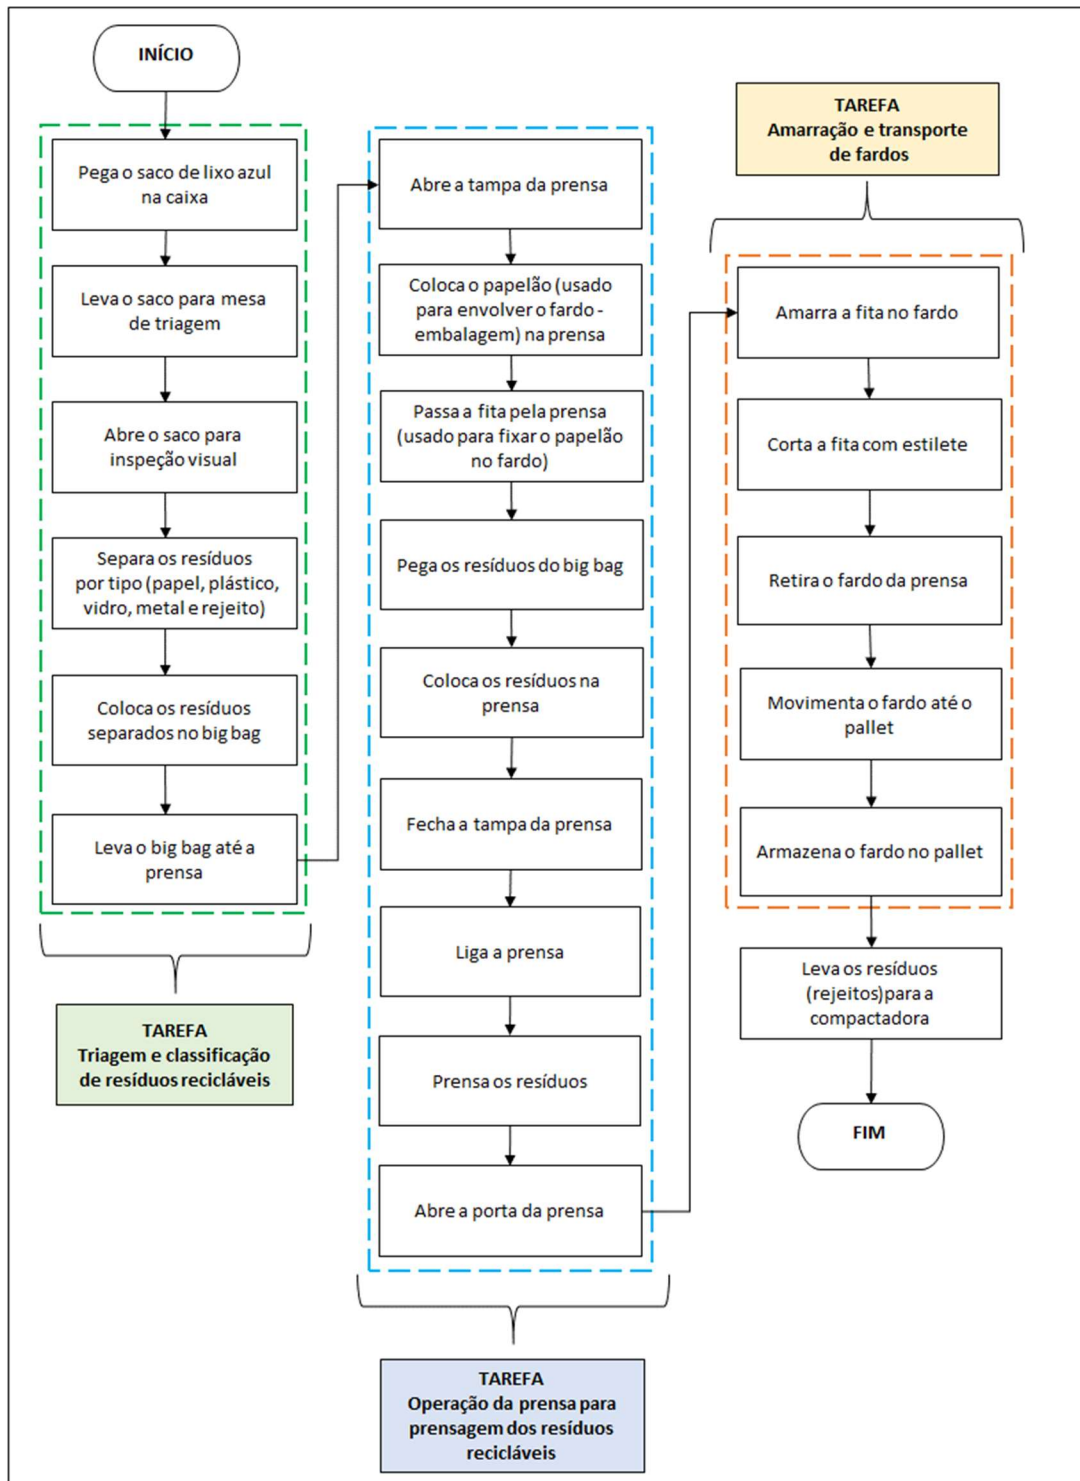 INÍCIO
Pega o saco de lixo azul
na caixa
Leva o saco para mesa
de triagem
Abre o saco para
inspeção visual
Separa os resíduos
por tipo (papel, plástico,
vidro, metal e rejeito)
Coloca os resíduos
separados no big bag
Leva o big bag até a
prensa
TAREFA
Triagem e classificação
de resíduos recicláveis
Abre a tampa da prensa
Coloca o papelão (usado
para envolver o fardo -
embalagem) na prensa
Passa a fita pela prensa
(usado para fixar o papelão
no fardo)
Pega os resíduos do big bag
Coloca os resíduos na
prensa
Fecha a tampa da prensa
Liga a prensa
Prensa os resíduos
Abre a porta da prensa
TAREFA
Operação da prensa para
prensagem dos resíduos
recicláveis
TAREFA
Amarração e transporte
de fardos
Amarra a fita no fardo
Corta a fita com estilete
Retira o fardo da prensa
Movimenta o fardo até o
pallet
Armazena o fardo no pallet
Leva os resíduos
(rejeitos)para a
compactadora
FIM